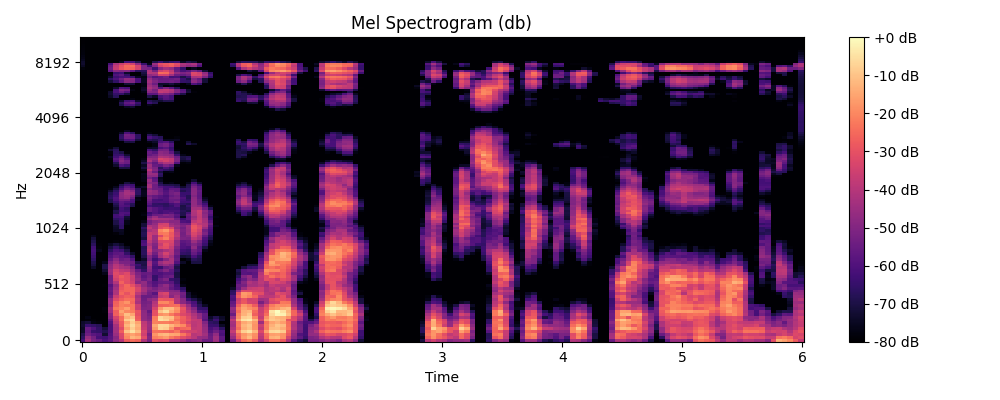 Mel Spectrogram (db)
8192
4096
2048
1024
512
0
Hz
0 1 2 3 4 5 6
Time
+0 dB
-10 dB
-20 dB
-30 dB
-40 dB
-50 dB
-60 dB
-70 dB
-80 dB